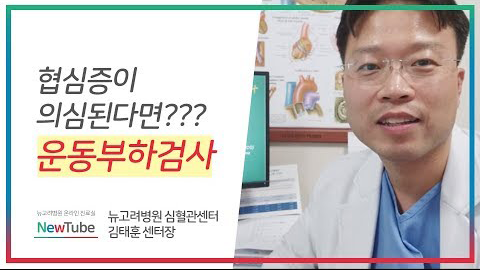 협심증이
의심된다면???
운동부하검사
뉴고려병원 온라인 진료실
NewTube
뉴고려병원 심혈관센터
김태훈 센터장